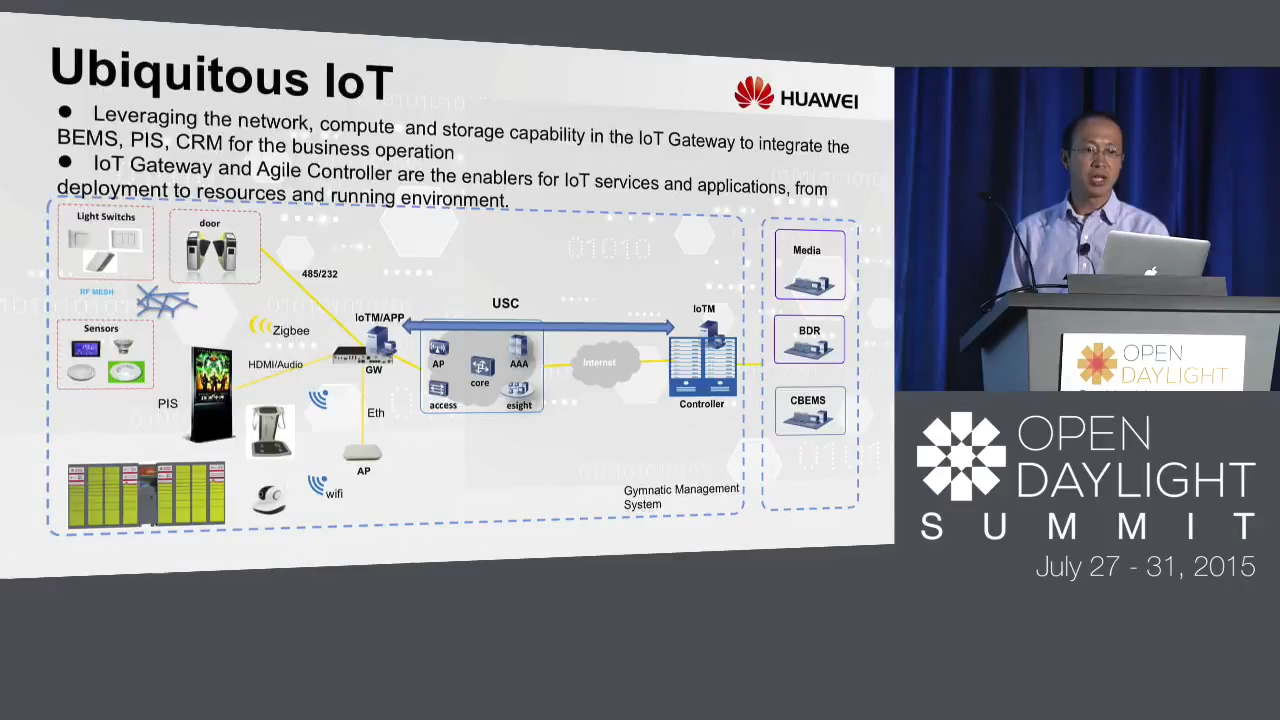 Ubiquitous IoT
HUAWEI
● Leveraging the network, compute and storage capability in the IoT Gateway to integrate the
BEMS, PIS, CRM for the business operation
● IoT Gateway and Agile Controller are the enablers for IoT services and applications, from
deployment to resources and running environment.
Light Switchs
door
485/232
RF MESH
Sensors
Zigbee
HDMI/Audio
PIS
IoTM/APP
GW
Eth
AP
wifi
USC
AP
core
AAA
access
esight
Internet
IoTM
Controller
Gymnatic Management
System
Media
BDR
CBEMS
01010
OPEN
DAYLIGHT
OPEN
DAYLIGHT
SUMMIT
July 27 - 31, 2015